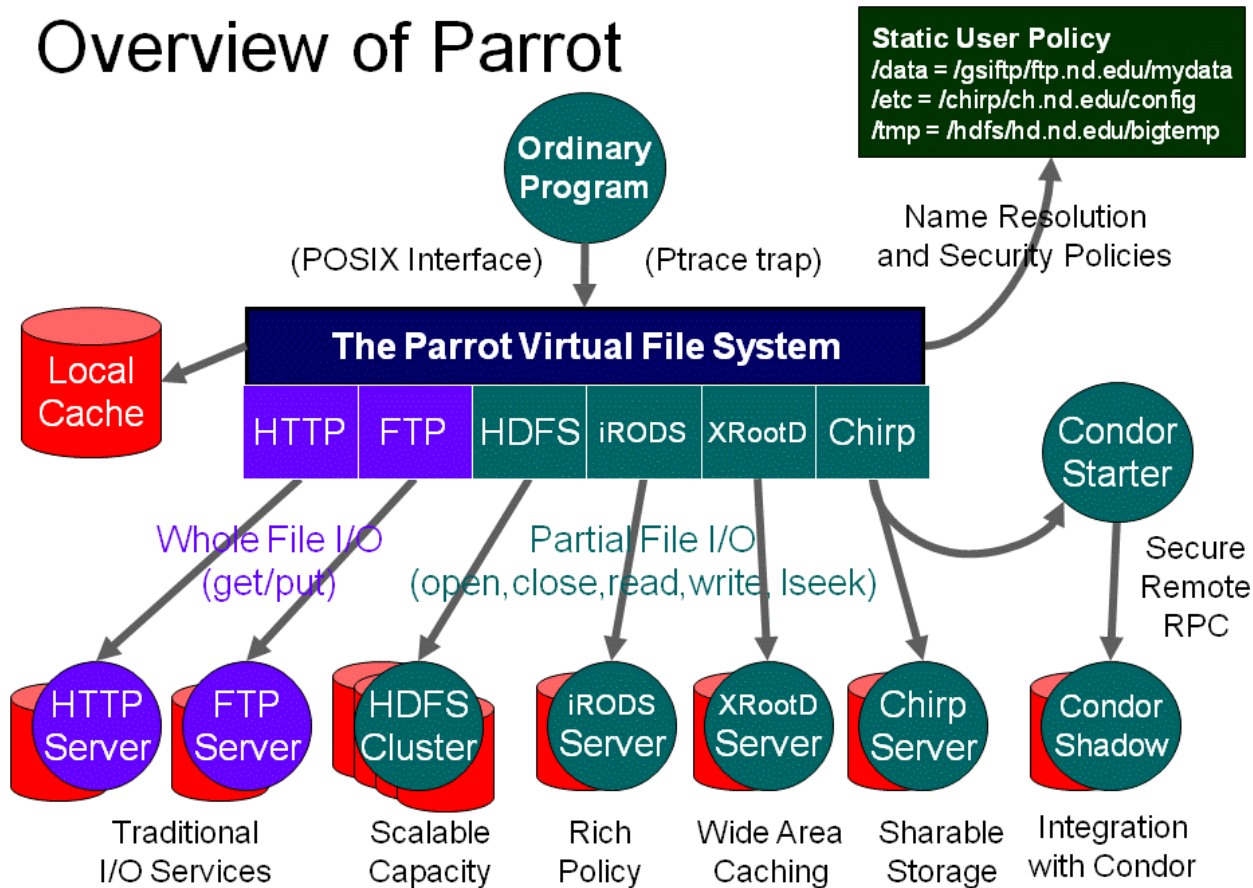 Overview of Parrot
Static User Policy
/data = /gsiftp/ftp.nd.edu/mydata
/etc = /chirp/ch.nd.edu/config
/tmp = /hdfs/hd.nd.edu/bigtemp
Ordinary
Program
Name Resolution
and Security Policies
(POSIX Interface)
(Ptrace trap)
The Parrot Virtual File System
Local
Cache
HTTP
FTP
HDFS
iRODS
XRootD
Chirp
Condor
Starter
Whole File I/O
(get/put)
Partial File I/O
(open,close,read,write, lseek)
Secure
Remote
RPC
HTTP
Server
FTP
Server
HDFS
Cluster
iRODS
Server
XRootD
Server
Chirp
Server
Condor
Shadow
Traditional
I/O Services
Scalable
Capacity
Rich
Policy
Wide Area
Caching
Sharable
Storage
Integration
with Condor